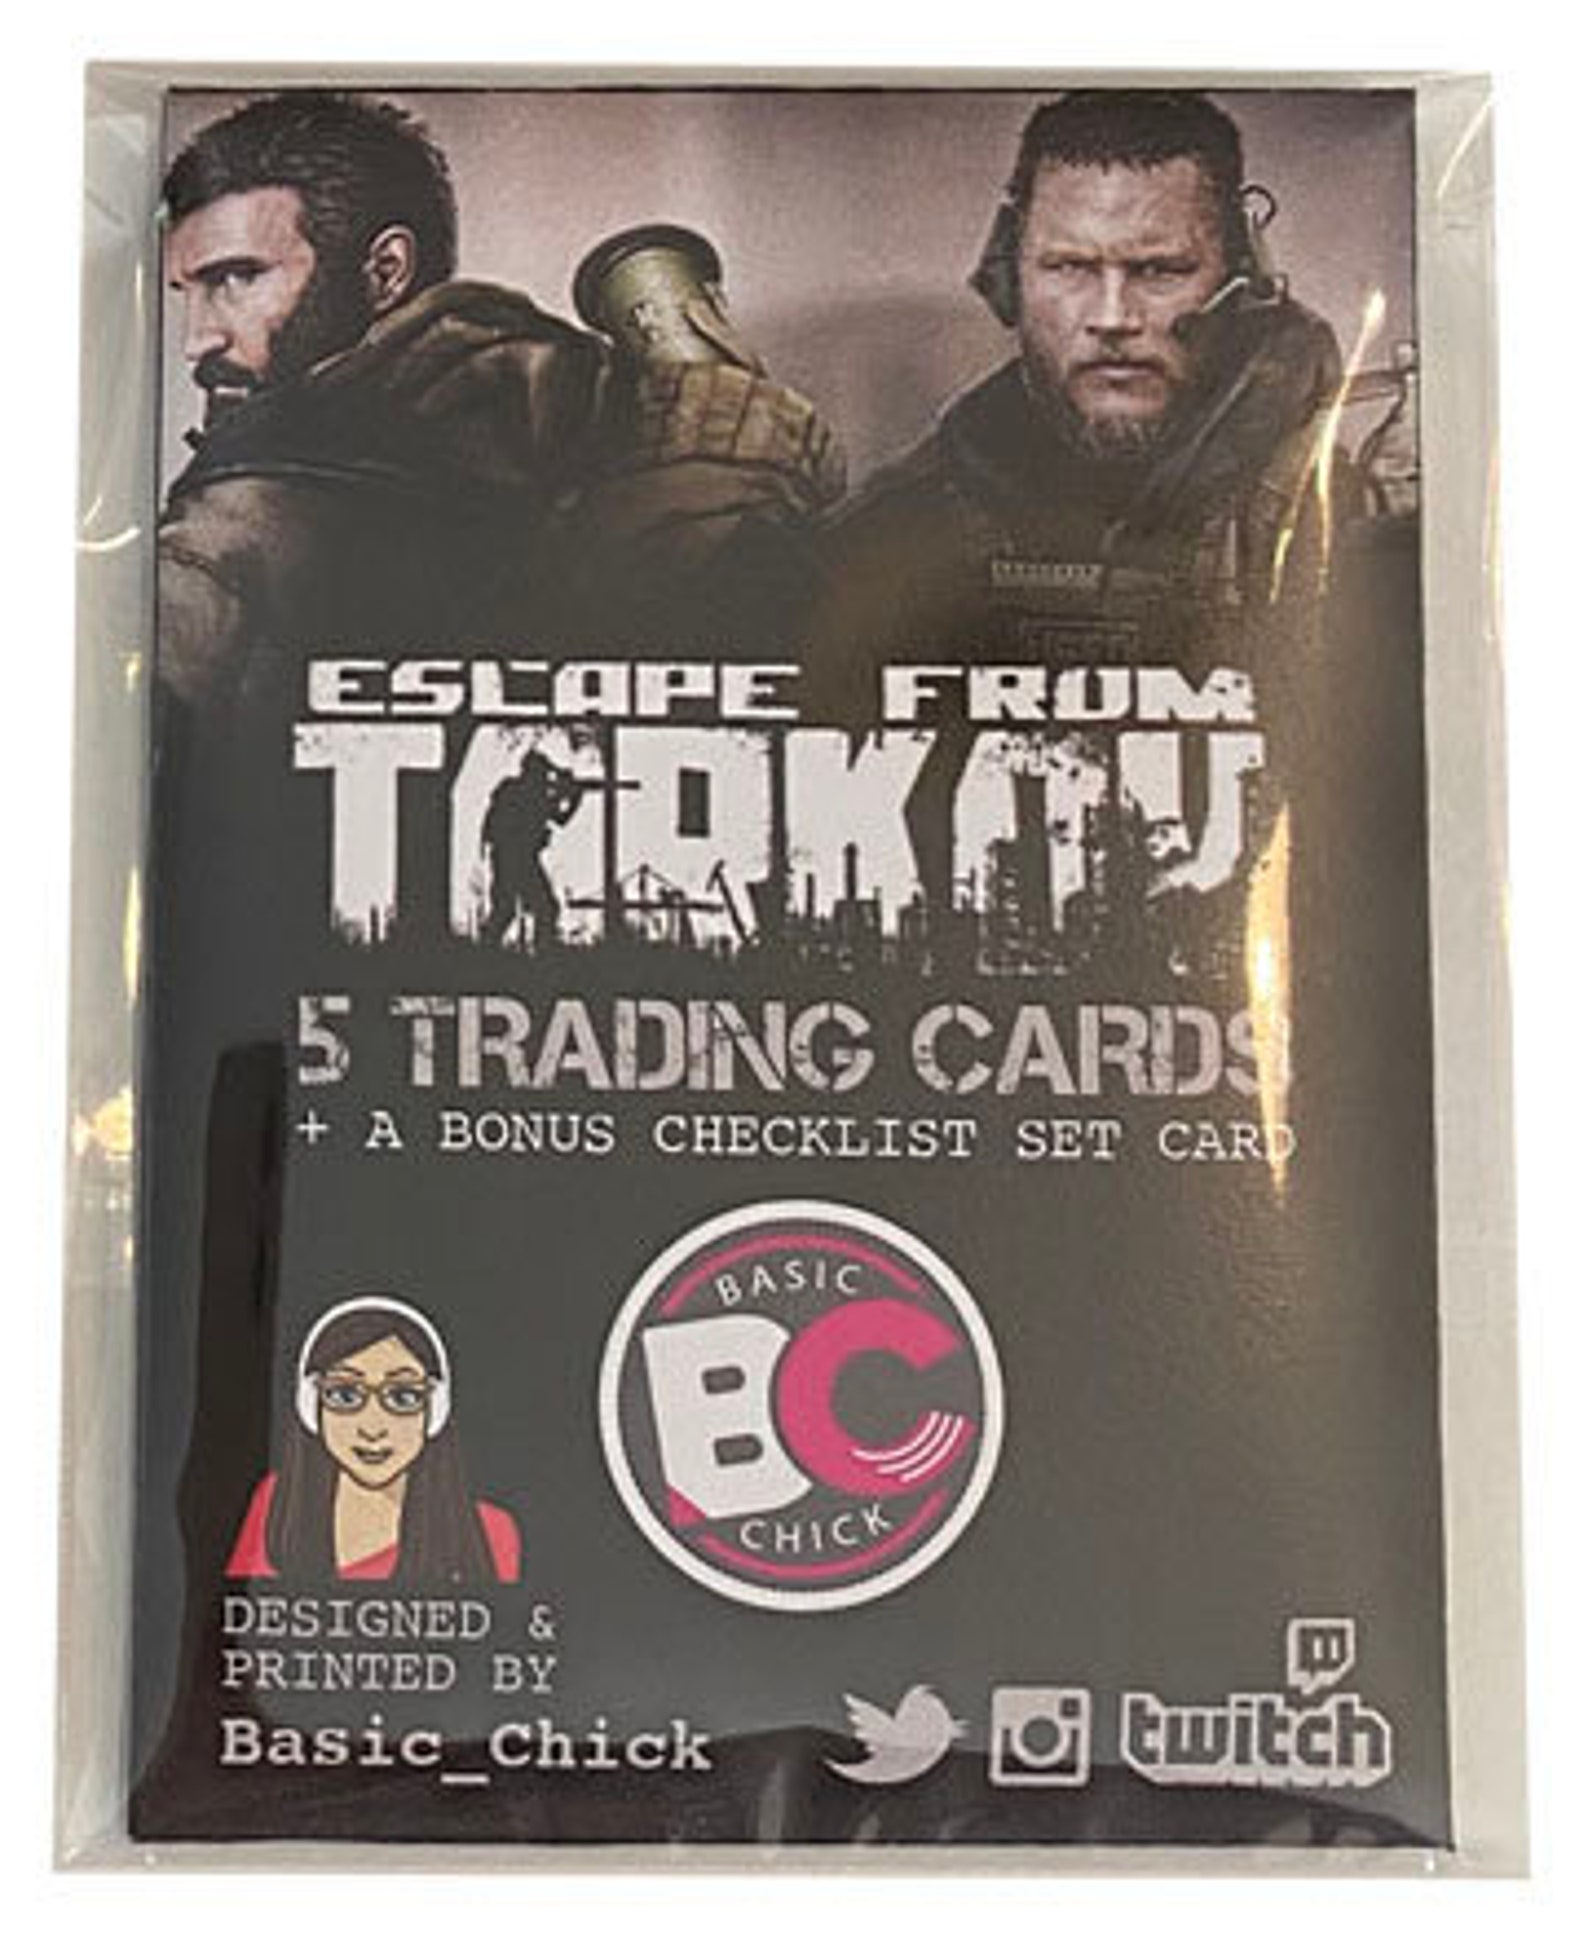 ESCAPE FROM
TARKOV
5 TRADING CARDS
+ A BONUS CHECKLIST SET CARD
BASIC
BC
CHICK
DESIGNED &
PRINTED BY
Basic_Chick
twitch